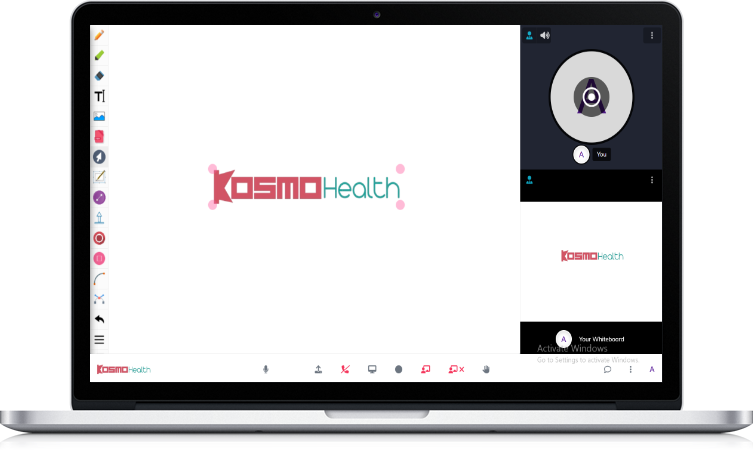 KOSMOHealth
A
A
You
KOSMOHealth
A
Your Whiteboard
Activate Windows
Go to Settings to activate Windows.
KOSMOHealth
A